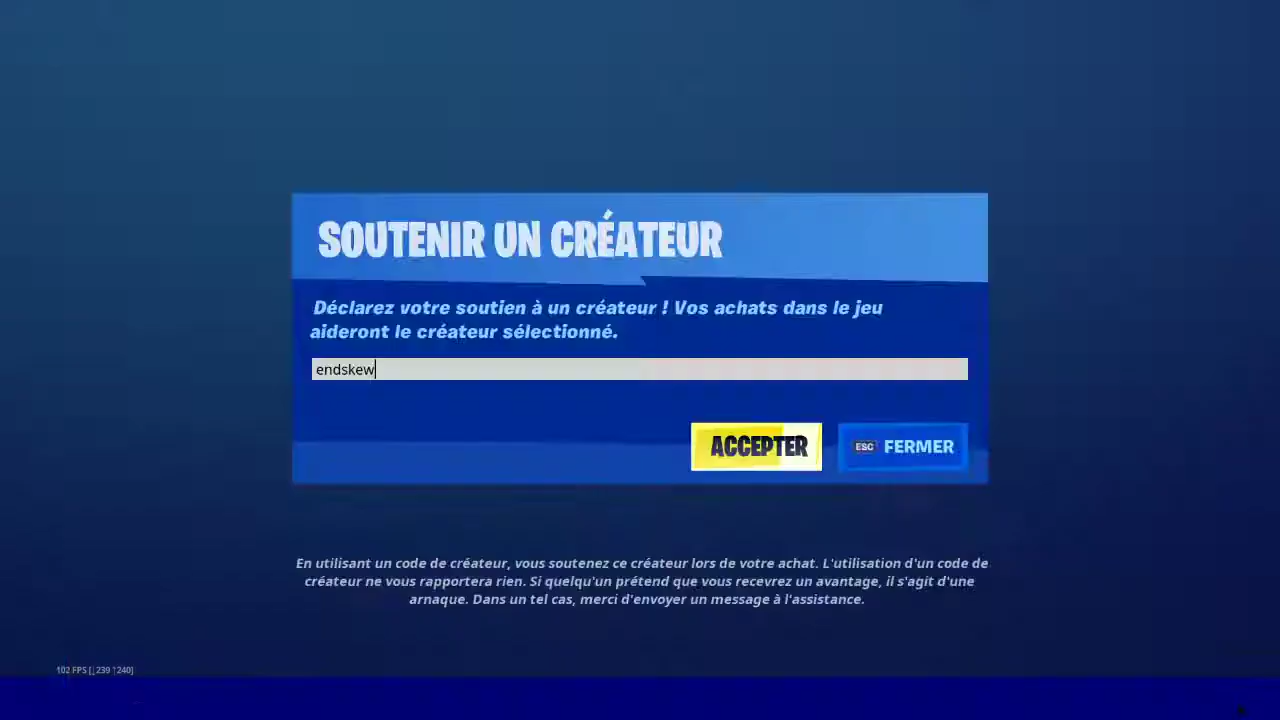 SOUTENIR UN CRÉATEUR
Déclarez votre soutien à un créateur ! Vos achats dans le jeu
aideront le créateur sélectionné.
endskew
ACCEPTER
ESC FERMER
En utilisant un code de créateur, vous soutenez ce créateur lors de votre achat. L'utilisation d'un code de
créateur ne vous rapportera rien. Si quelqu'un prétend que vous recevrez un avantage, il s'agit d'une
arnaque. Dans un tel cas, merci d'envoyer un message à l'assistance.
102 FPS [↓239 ↑240]